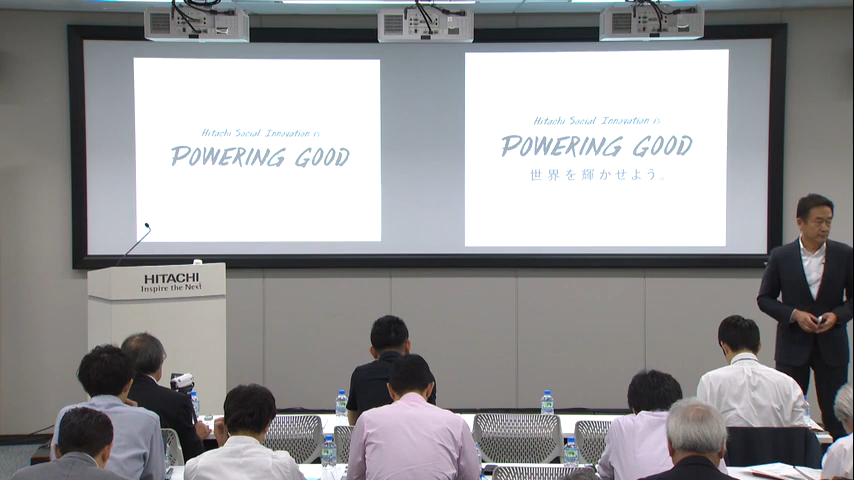 Hitachi Social Innovation is
POWERING GOOD
Hitachi Social Innovation is
POWERING GOOD
世界を輝かせよう。
HITACHI
Inspire the Next